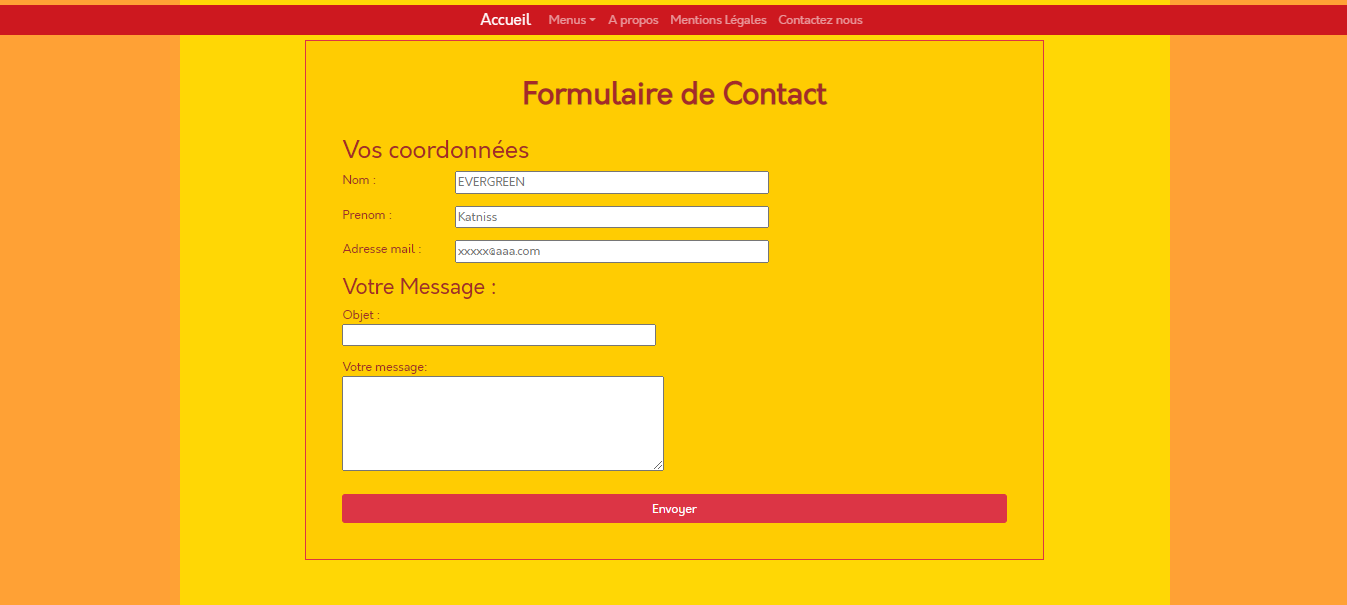 Accueil Menus A propos Mentions Légales Contactez nous
Formulaire de Contact
Vos coordonnées
Nom : EVERGREEN
Prenom : Katniss
Adresse mail : xxxxx@aaa.com
Votre Message :
Objet :
Votre message:
Envoyer